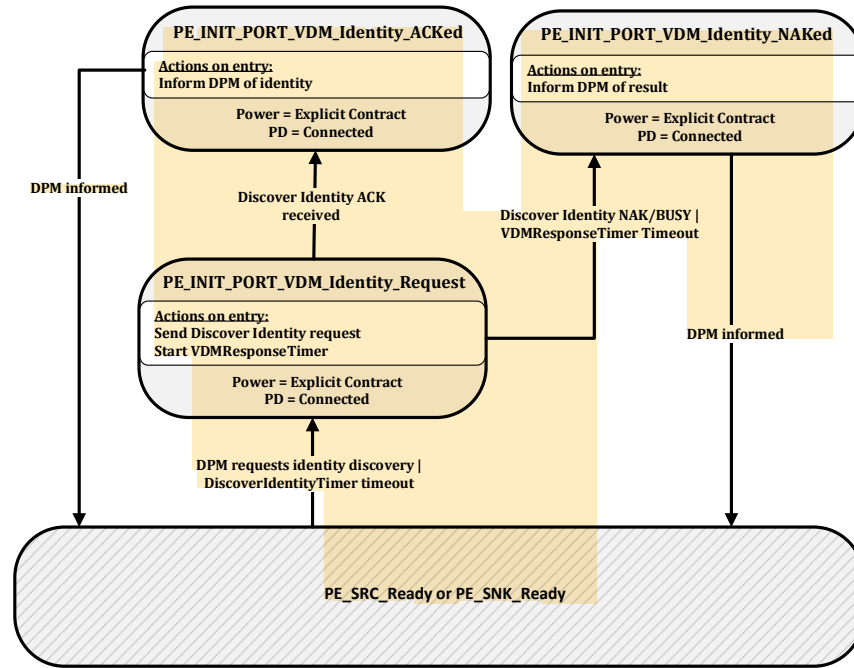 PE_INIT_PORT_VDM_Identity_ACKed
Actions on entry:
Inform DPM of identity
Power = Explicit Contract
PD = Connected
PE_INIT_PORT_VDM_Identity_NAKed
Actions on entry:
Inform DPM of result
Power = Explicit Contract
PD = Connected
DPM informed
Discover Identity ACK
received
Discover Identity NAK/BUSY |
VDMResponseTimer Timeout
PE_INIT_PORT_VDM_Identity_Request
Actions on entry:
Send Discover Identity request
Start VDMResponseTimer
Power = Explicit Contract
PD = Connected
DPM informed
DPM requests identity discovery |
DiscoverIdentityTimer timeout
PE_SRC_Ready or PE_SNK_Ready